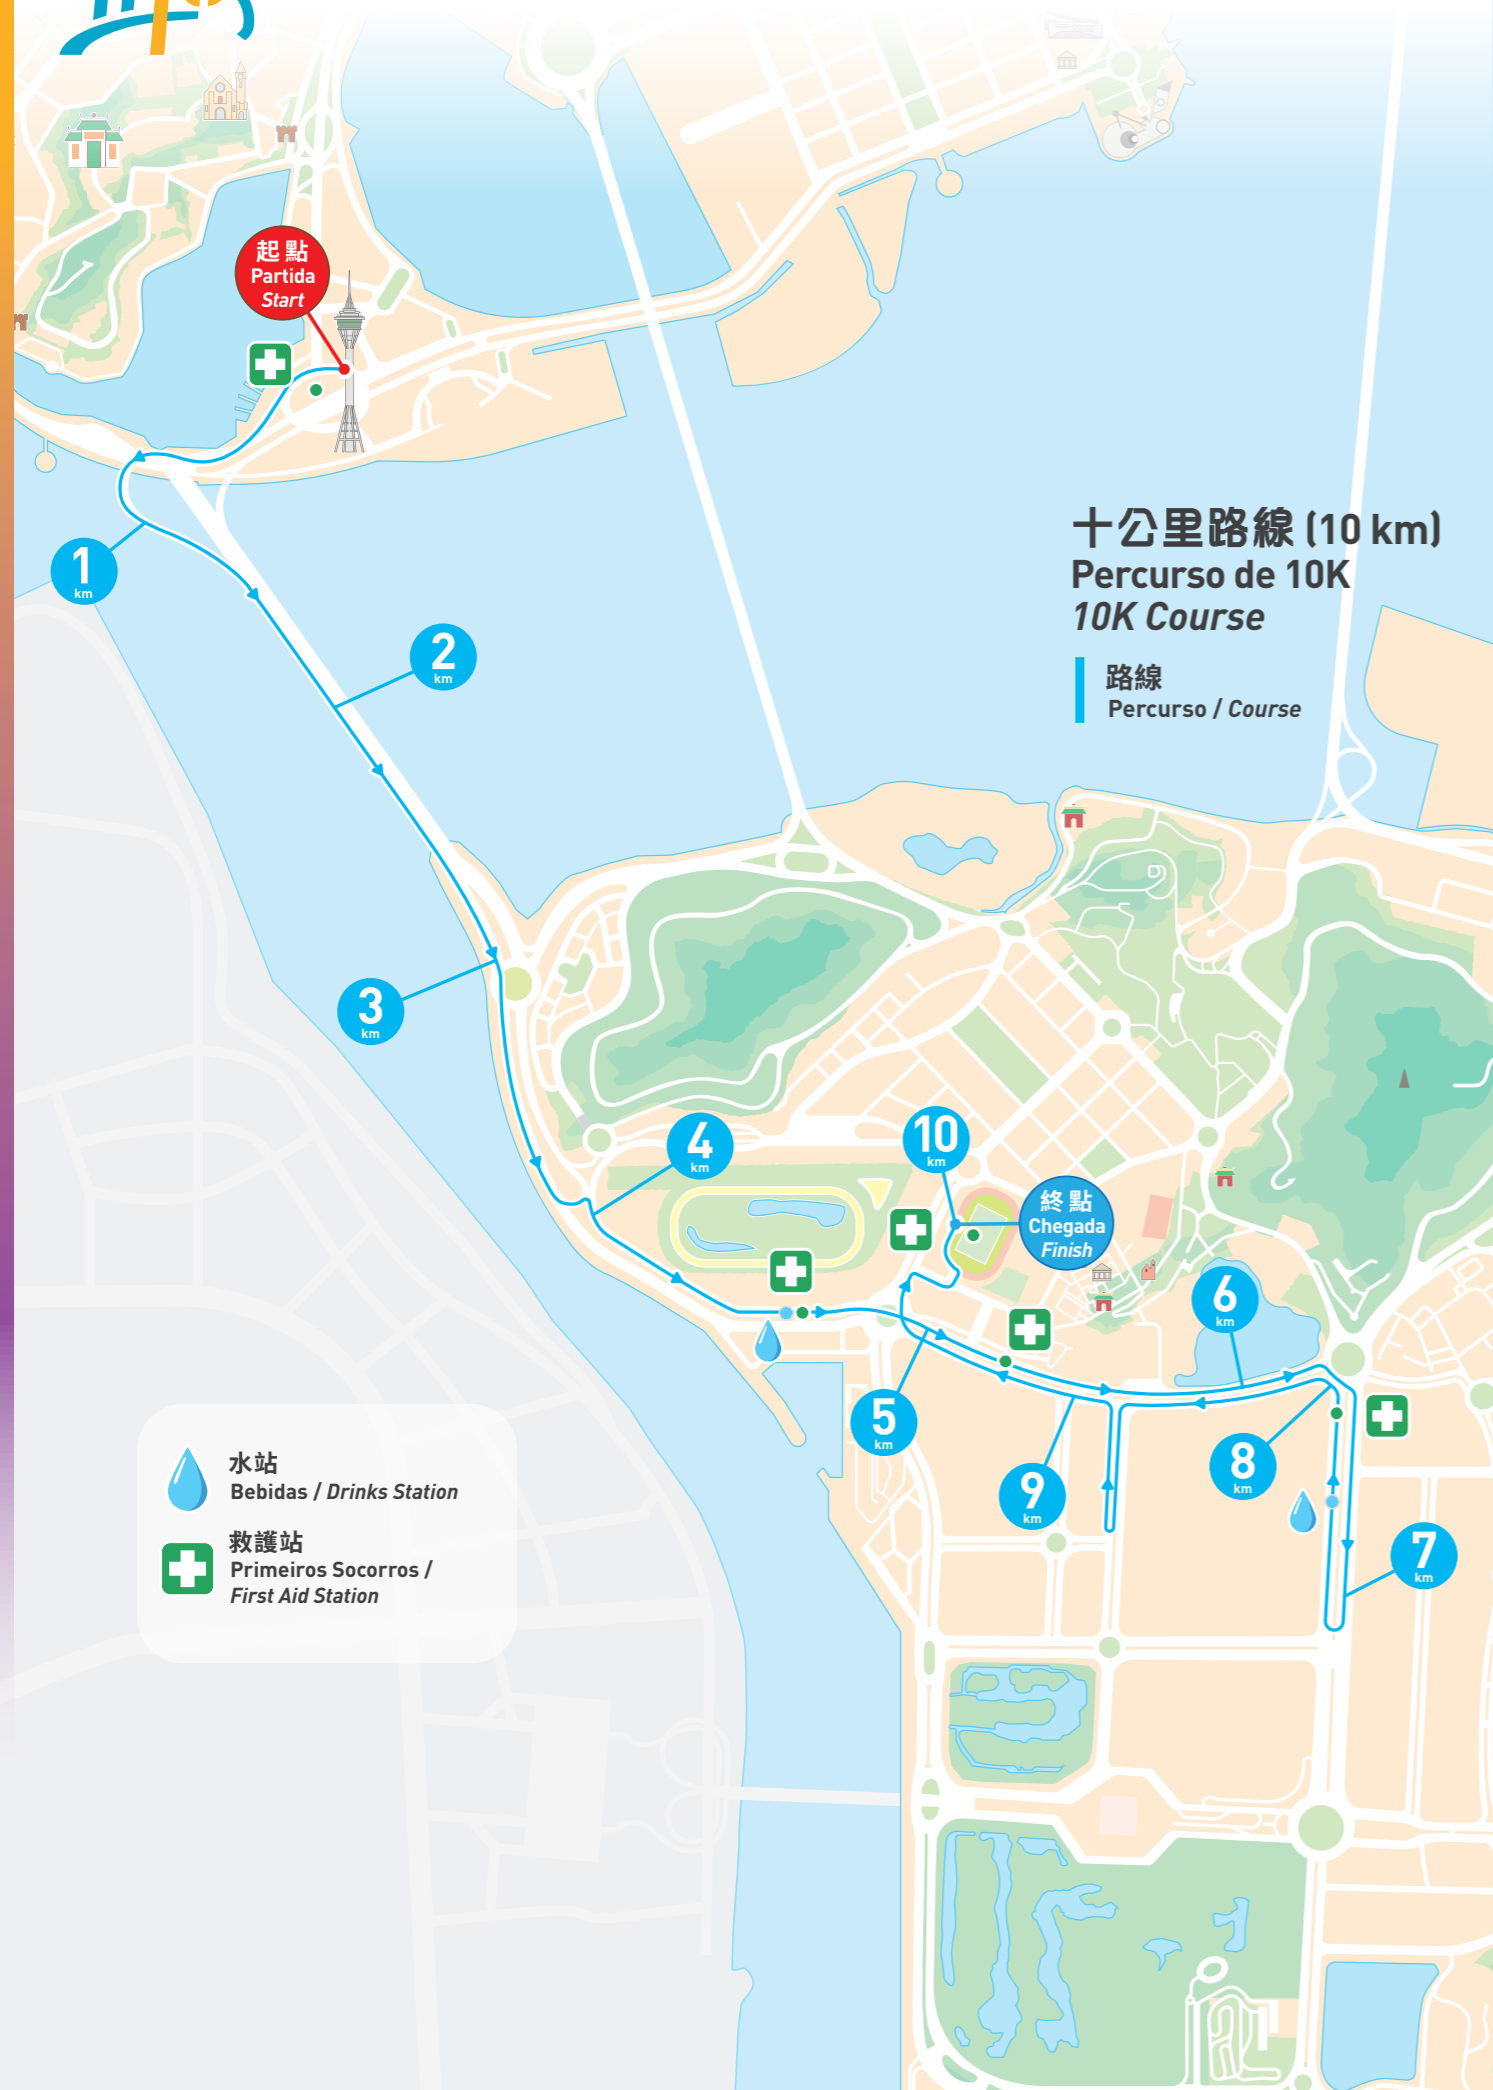 起點
Partida
Start
十公里路線 (10 km)
Percurso de 10K
10K Course
路線
Percurso / Course
1
km
2
km
3
km
4
km
10
km
終點
Chegada
Finish
6
km
5
km
9
km
8
km
7
km
水站
Bebidas / Drinks Station
救護站
Primeiros Socorros /
First Aid Station